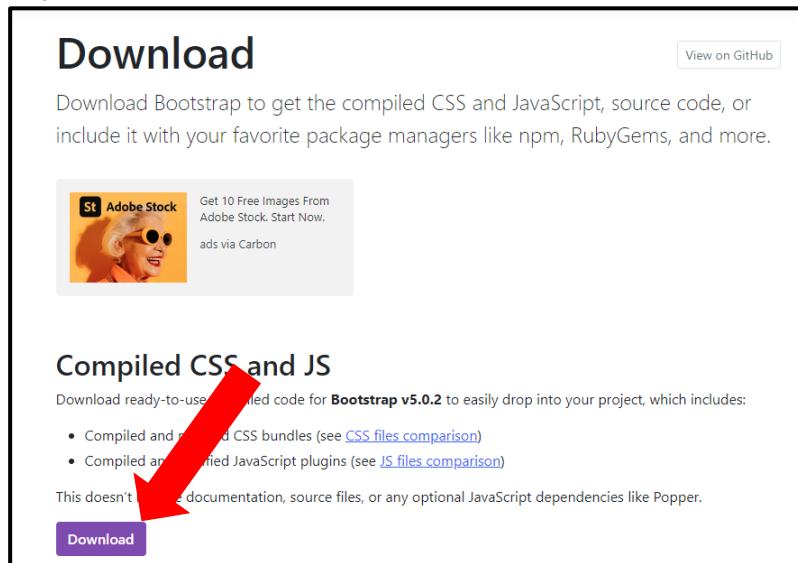 Download
View on GitHub
Download Bootstrap to get the compiled CSS and JavaScript, source code, or
include it with your favorite package managers like npm, RubyGems, and more.
St Adobe Stock
Get 10 Free Images From
Adobe Stock. Start Now.
ads via Carbon
Compiled CSS and JS
Download ready-to-use code for Bootstrap v5.0.2 to easily drop into your project, which includes:
• Compiled and CSS bundles (see CSS files comparison)
• Compiled JavaScript plugins (see JS files comparison)
This doesn't documentation, source files, or any optional JavaScript dependencies like Popper.
Download